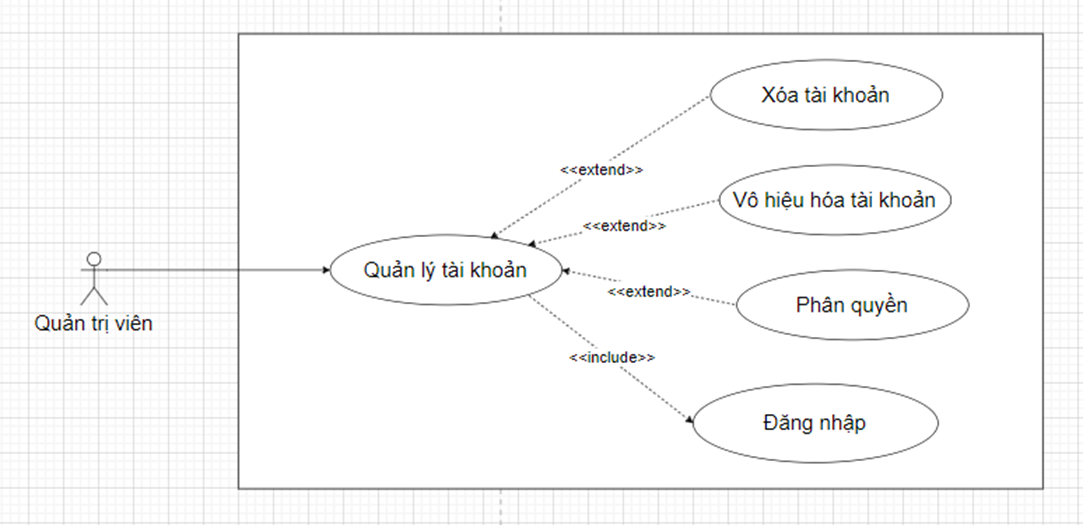 Xóa tài khoản
<<extend>>
Vô hiệu hóa tài khoản
<<extend>>
Quản lý tài khoản
<<extend>>
Phân quyền
Quản trị viên
<<include>>
Đăng nhập